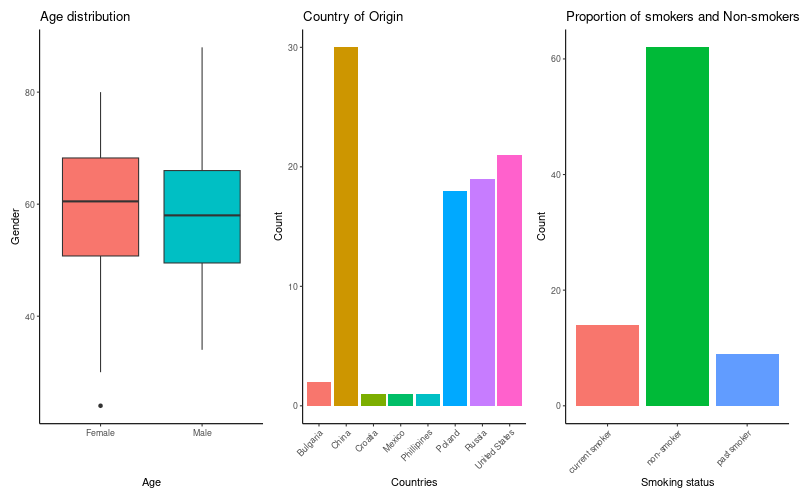 Age distribution
Gender
80
60
40
Female
Male
Age
Country of Origin
Count
30
20
10
0
Bulgaria
China
Croatia
Mexico
Phillipines
Poland
Russia
United States
Countries
Proportion of smokers and Non-smokers
Count
60
40
20
0
current smoker
non-smoker
past smoker
Smoking status